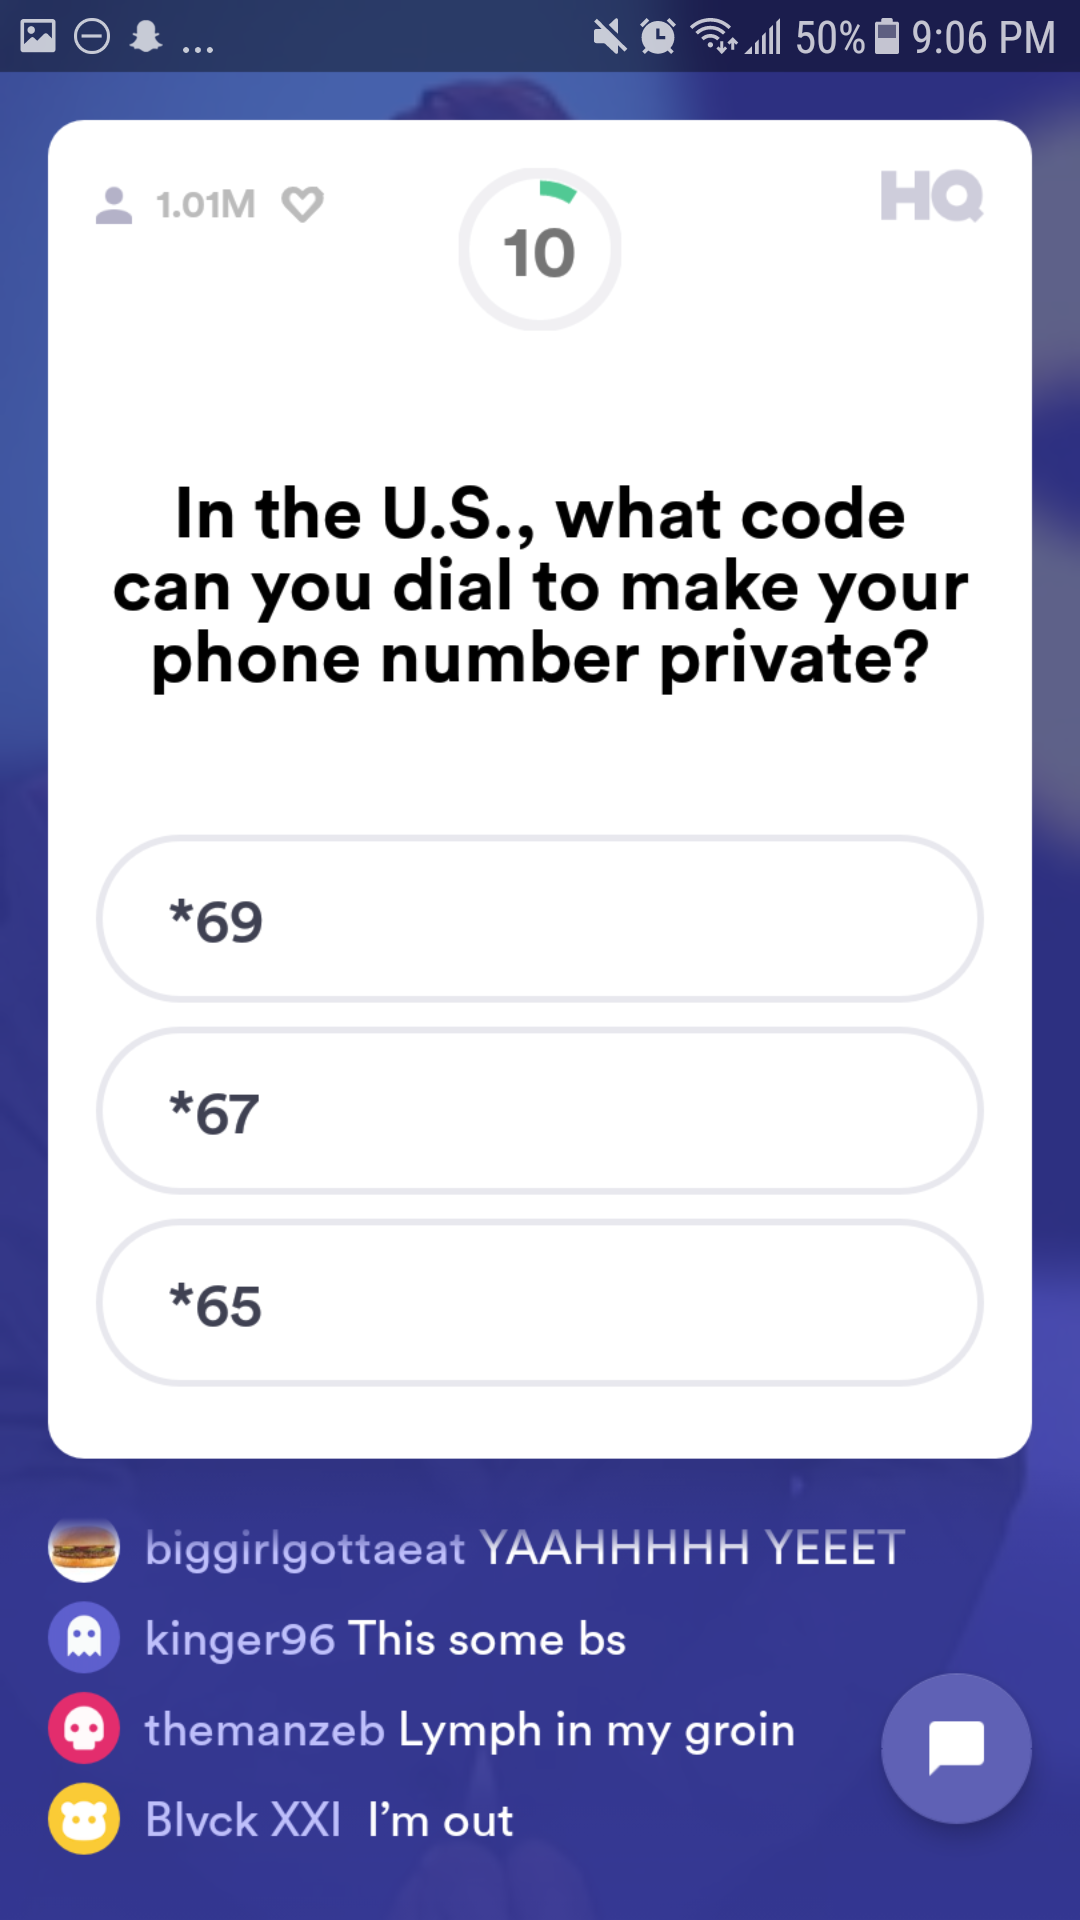 ... 50% 9:06 PM
1.01M 10 HQ
In the U.S., what code
can you dial to make your
phone number private?
*69
*67
*65
biggirlgottaeat YAAHHHHH YEEET
kinger96 This some bs
themanzeb Lymph in my groin
Blvck XXI I’m out